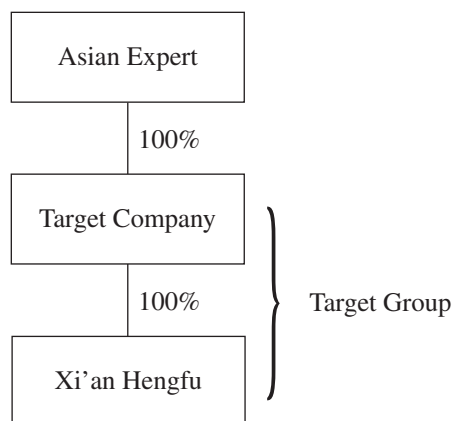 Asian Expert
100%
Target Company
100%
Target Group
Xi’an Hengfu